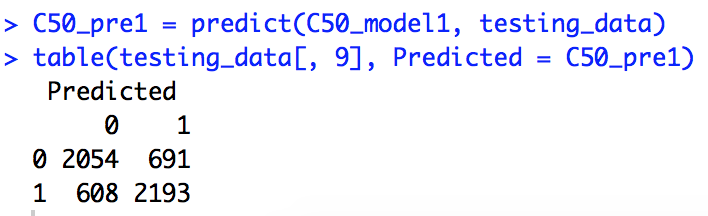 > C50_pre1 = predict(C50_model1, testing_data)
> table(testing_data[, 9], Predicted = C50_pre1)
Predicted
0 1
0 2054 691
1 608 2193